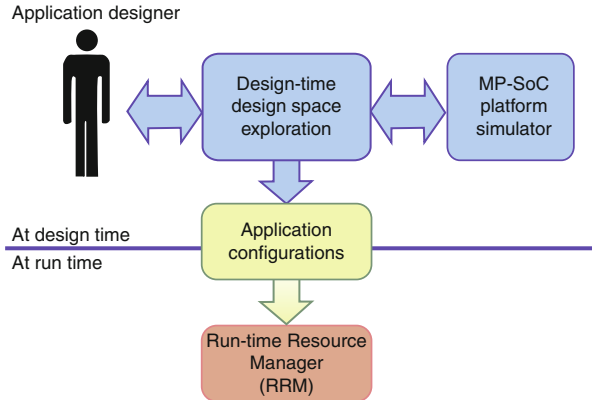 Application designer
Design-time
design space
exploration
MP-SoC
platform
simulator
At design time
At run time
Application
configurations
Run-time Resource
Manager
(RRM)